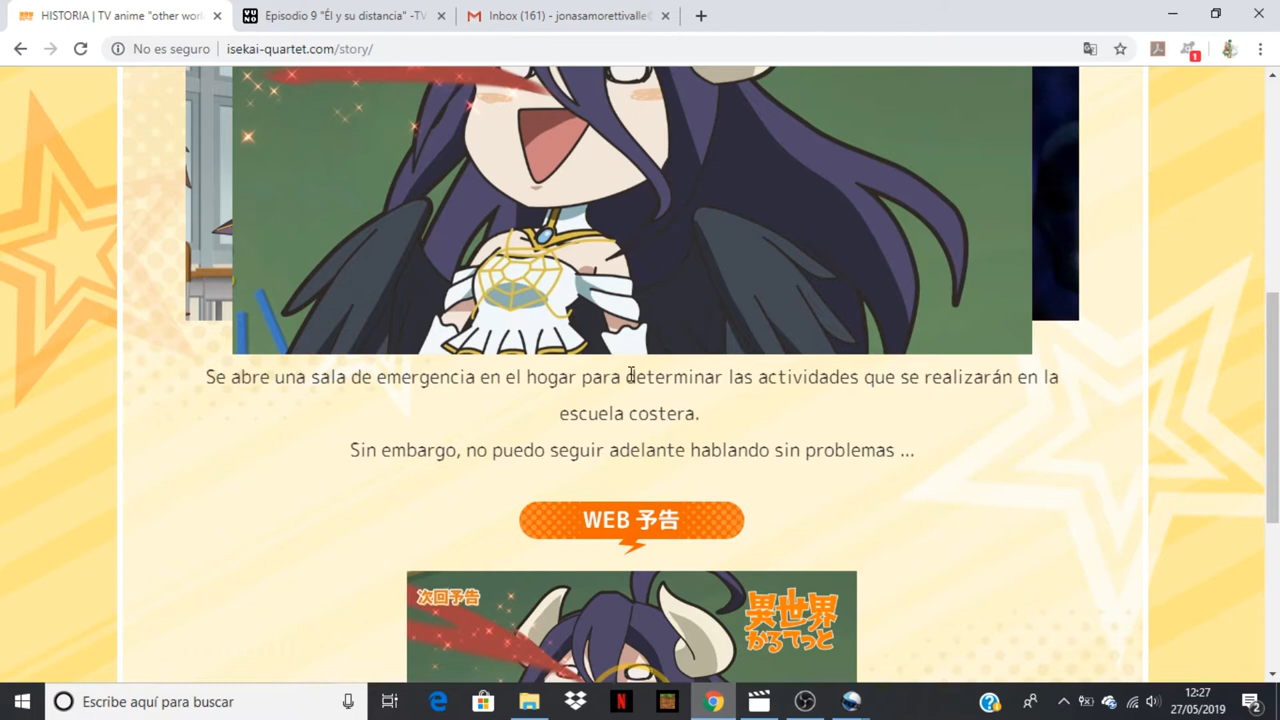 HISTORIA | TV anime "other worl
Episodio 9 "Él y su distancia" -TV
Inbox (161) - jonasamorettivalle
No es seguro
isekai-quartet.com/story/
1
Se abre una sala de emergencia en el hogar para determinar las actividades que se realizarán en la
escuela costera.
Sin embargo, no puedo seguir adelante hablando sin problemas ...
WEB 予告
次回予告
異世界
かるてっと
Escribe aquí para buscar
12:27
27/05/2019
2